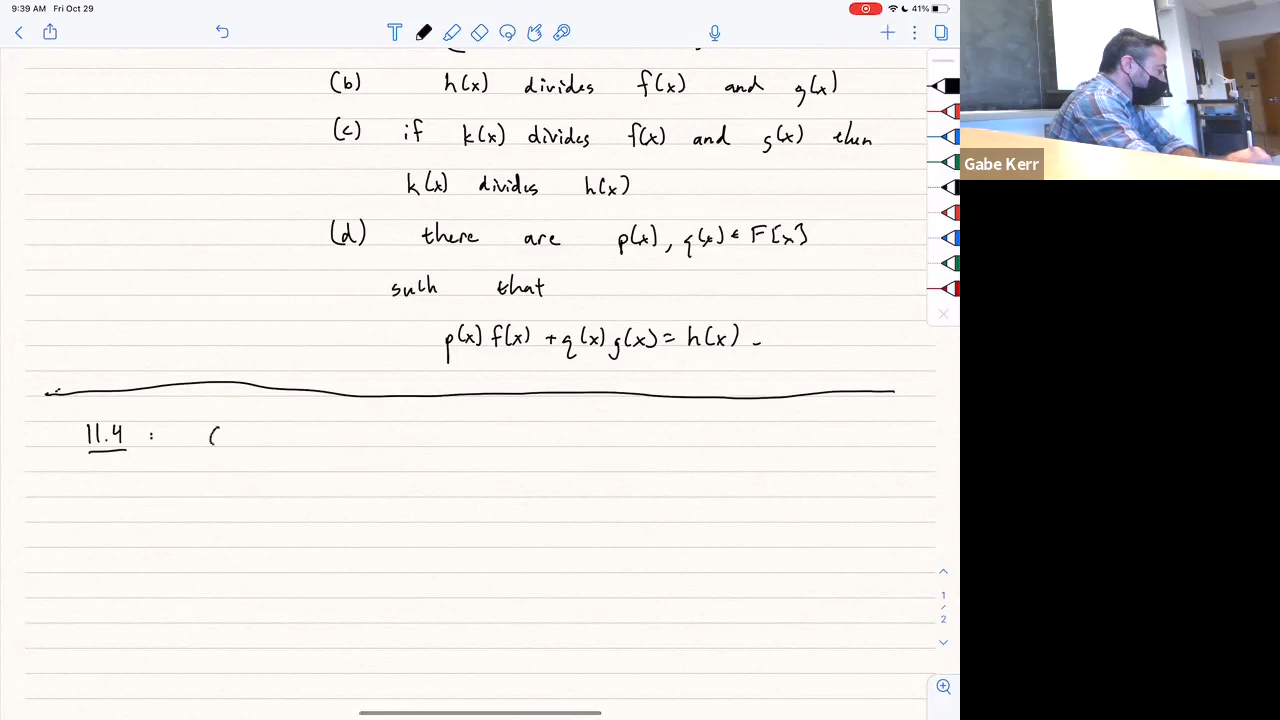 9:39 AM Fri Oct 29
41%
(b) h(x) divides f(x) and g(x)
(c) if k(x) divides f(x) and g(x) then
k(x) divides h(x)
(d) there are p(x), q(x) ∈ F[x]
such that
p(x) f(x) + q(x) g(x) = h(x) -
11.4 : (
1
/
2
Gabe Kerr